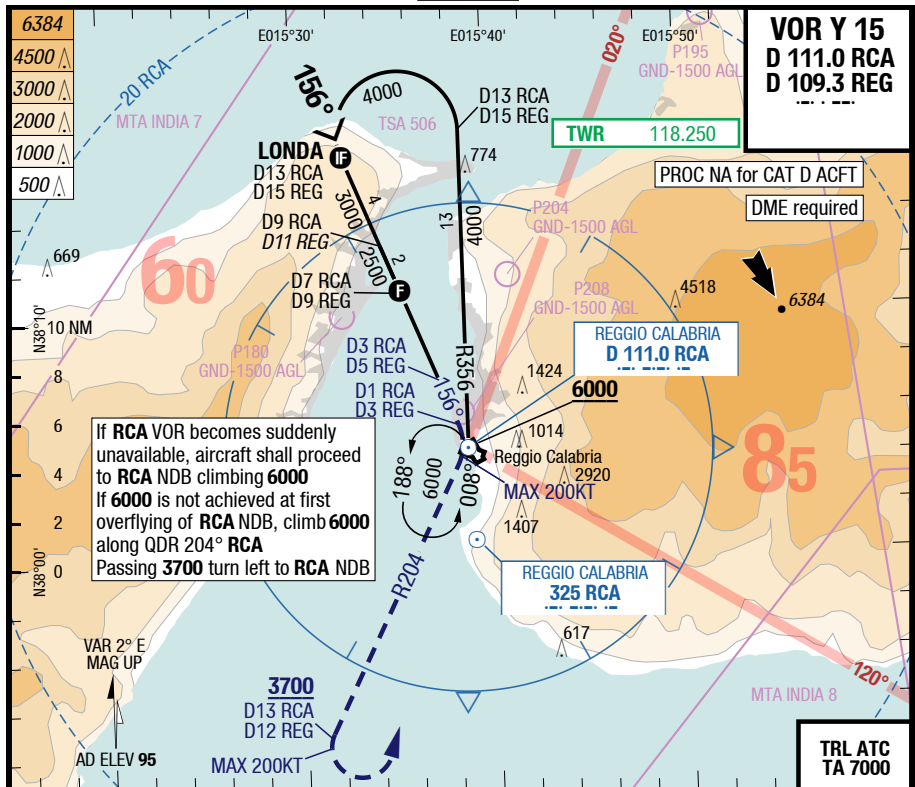 6384
4500
3000
2000
1000
500
E015°30'
E015°40'
E015°50'
020°
P195
GND-1500 AGL
VOR Y 15
D 111.0 RCA
D 109.3 REG
20 RCA
MTA INDIA 7
156°
4000
TSA 506
D13 RCA
D15 REG
TWR 118.250
LONDA
IF
D13 RCA
D15 REG
774
PROC NA for CAT D ACFT
DME required
3000
4
D9 RCA
D11 REG
2500
2
13
4000
P204
GND-1500 AGL
669
60
D7 RCA
D9 REG
F
P208
GND-1500 AGL
4518
6384
N38°10'
10 NM
P180
GND-1500 AGL
D3 RCA
D5 REG
R356
REGGIO CALABRIA
D 111.0 RCA
8
D1 RCA
D3 REG
156°
1424
6000
6
If RCA VOR becomes suddenly
unavailable, aircraft shall proceed
to RCA NDB climbing 6000
If 6000 is not achieved at first
overflying of RCA NDB, climb 6000
along QDR 204° RCA
Passing 3700 turn left to RCA NDB
1014
Reggio Calabria
85
4
188°
6000
008°
2920
MAX 200KT
2
1407
N38°00'
0
R204
REGGIO CALABRIA
325 RCA
617
VAR 2° E
MAG UP
120°
3700
D13 RCA
D12 REG
MTA INDIA 8
AD ELEV 95
MAX 200KT
TRL ATC
TA 7000